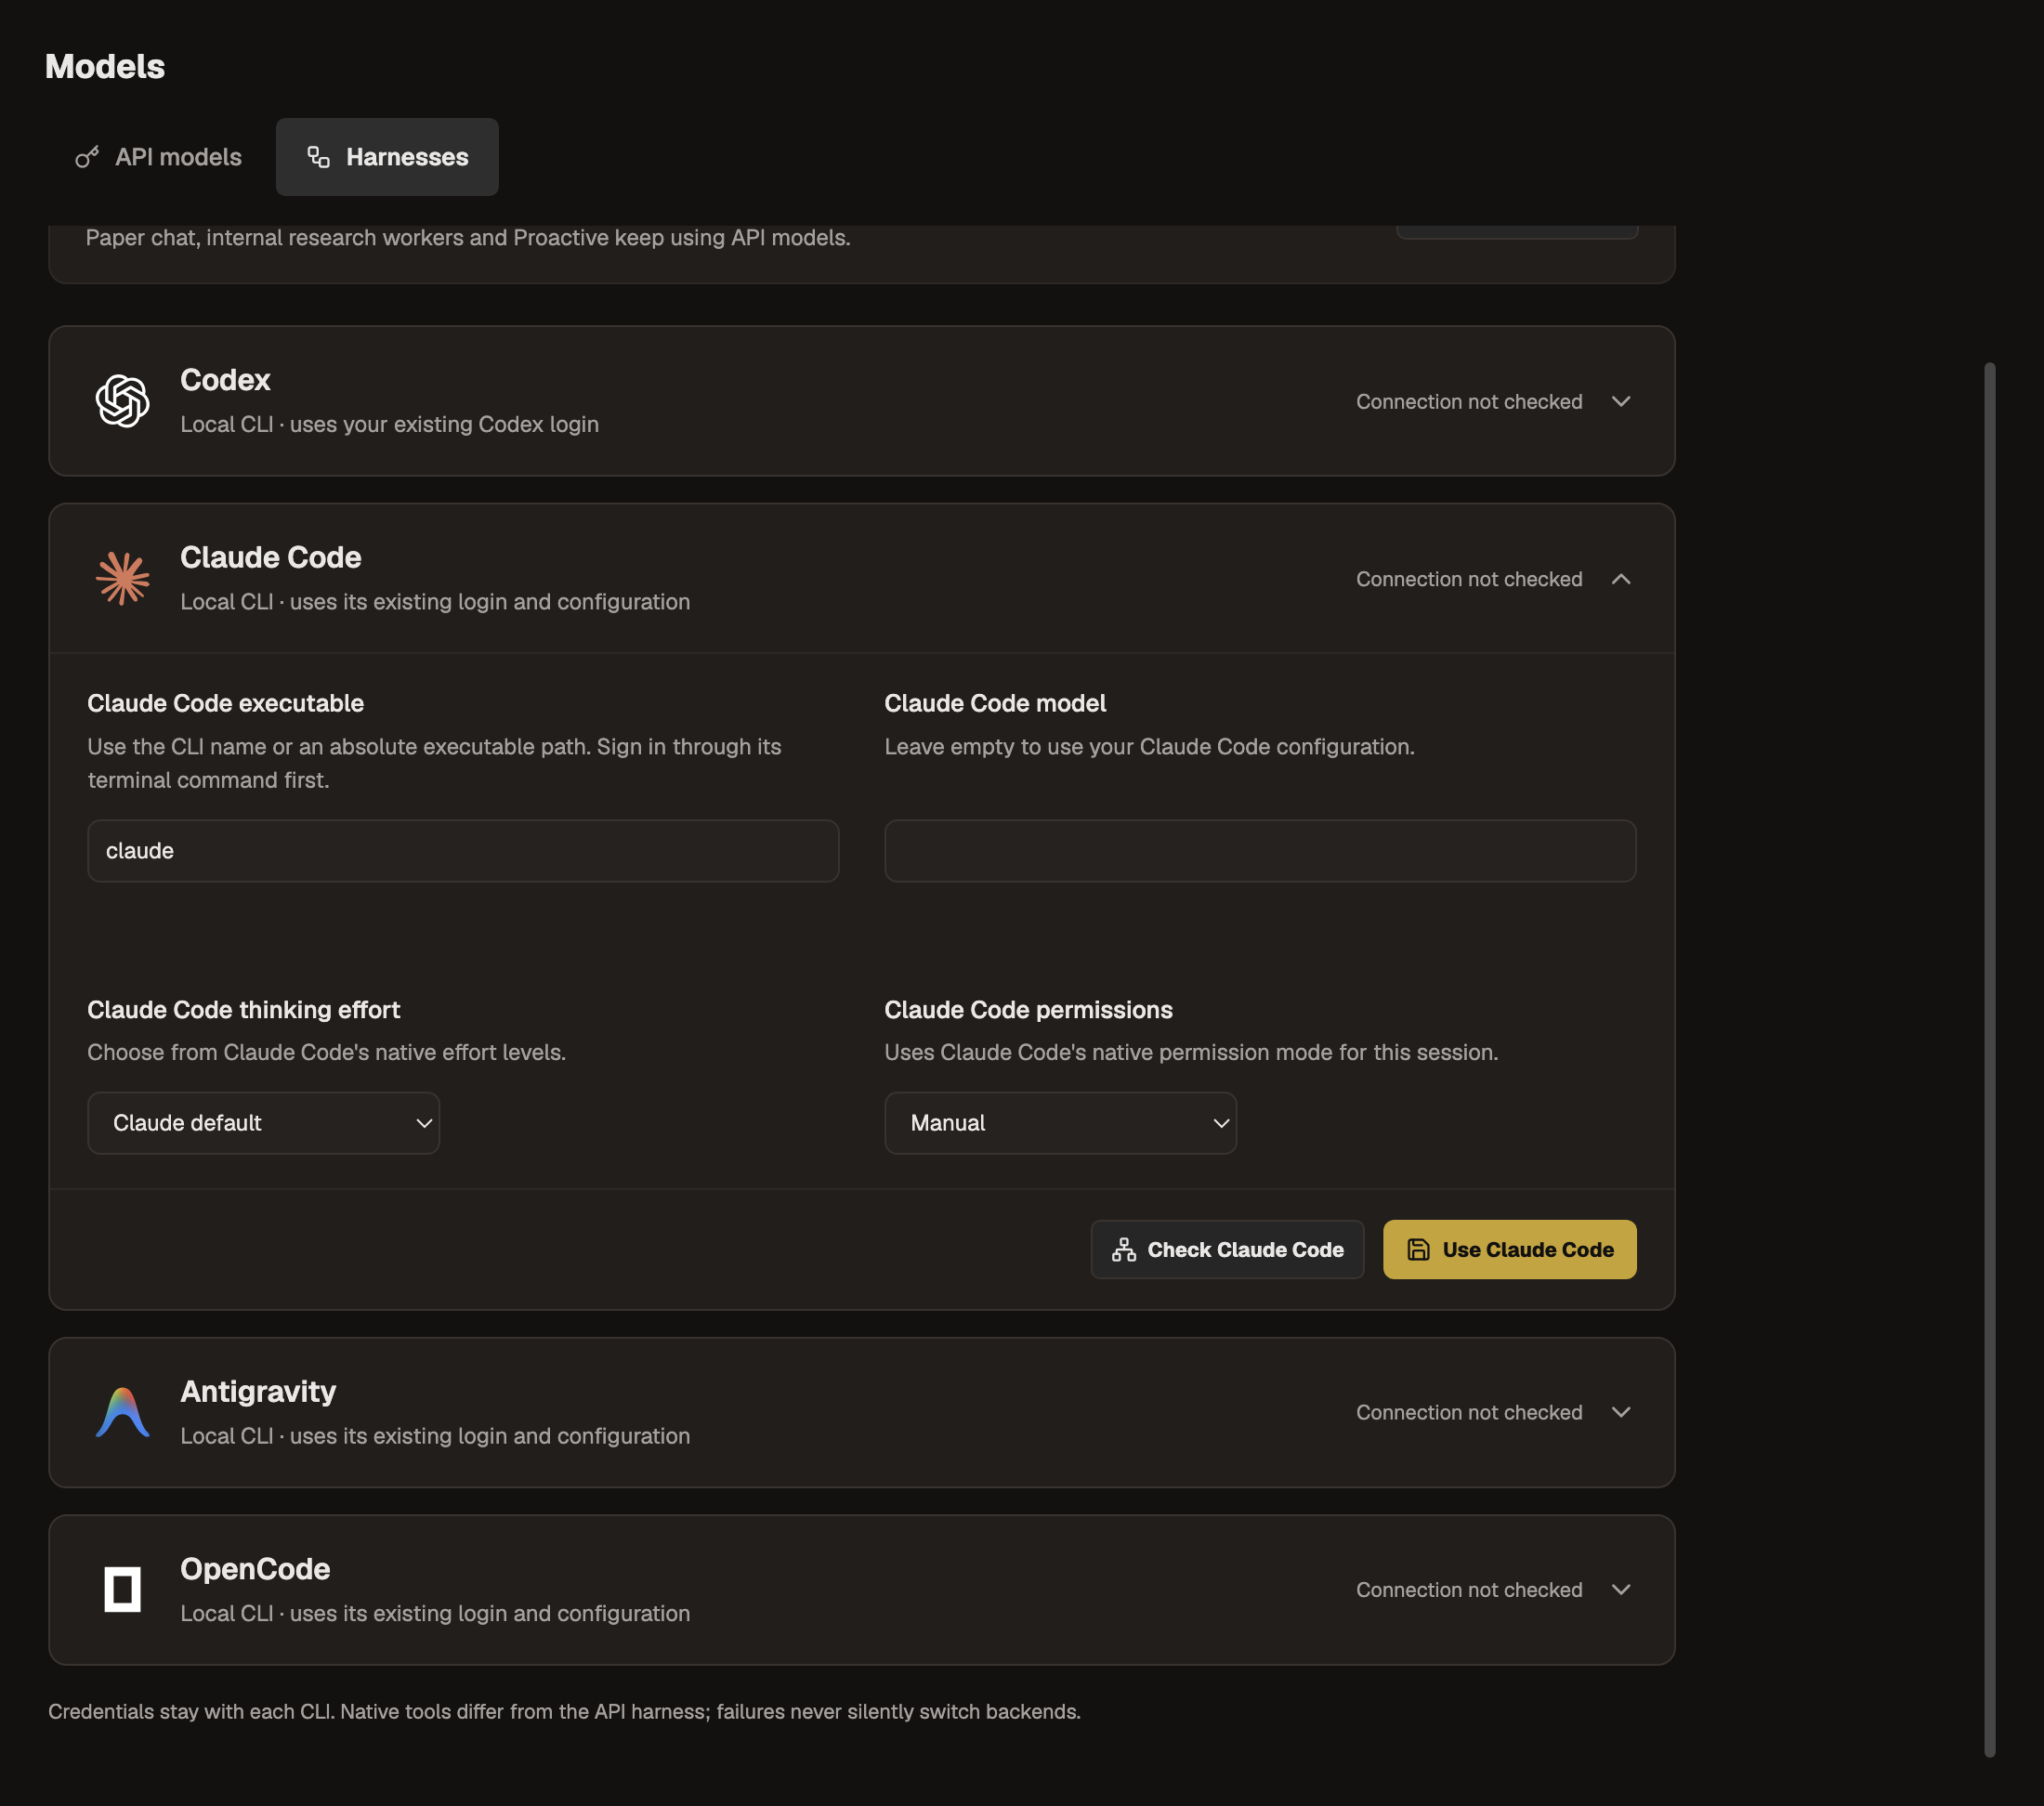 Models
API models
Harnesses
Paper chat, internal research workers and Proactive keep using API models.
Codex
Local CLI · uses your existing Codex login
Connection not checked
Claude Code
Local CLI · uses its existing login and configuration
Connection not checked
Claude Code executable
Use the CLI name or an absolute executable path. Sign in through its
terminal command first.
claude
Claude Code model
Leave empty to use your Claude Code configuration.
Claude Code thinking effort
Choose from Claude Code's native effort levels.
Claude default
Claude Code permissions
Uses Claude Code's native permission mode for this session.
Manual
Check Claude Code
Use Claude Code
Antigravity
Local CLI · uses its existing login and configuration
Connection not checked
OpenCode
Local CLI · uses its existing login and configuration
Connection not checked
Credentials stay with each CLI. Native tools differ from the API harness; failures never silently switch backends.